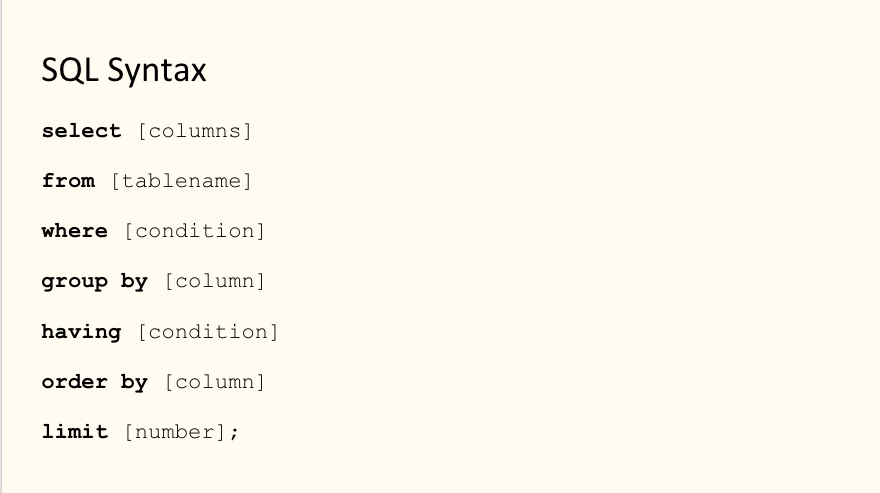 SQL Syntax
select [columns]
from [tablename]
where [condition]
group by [column]
having [condition]
order by [column]
limit [number];